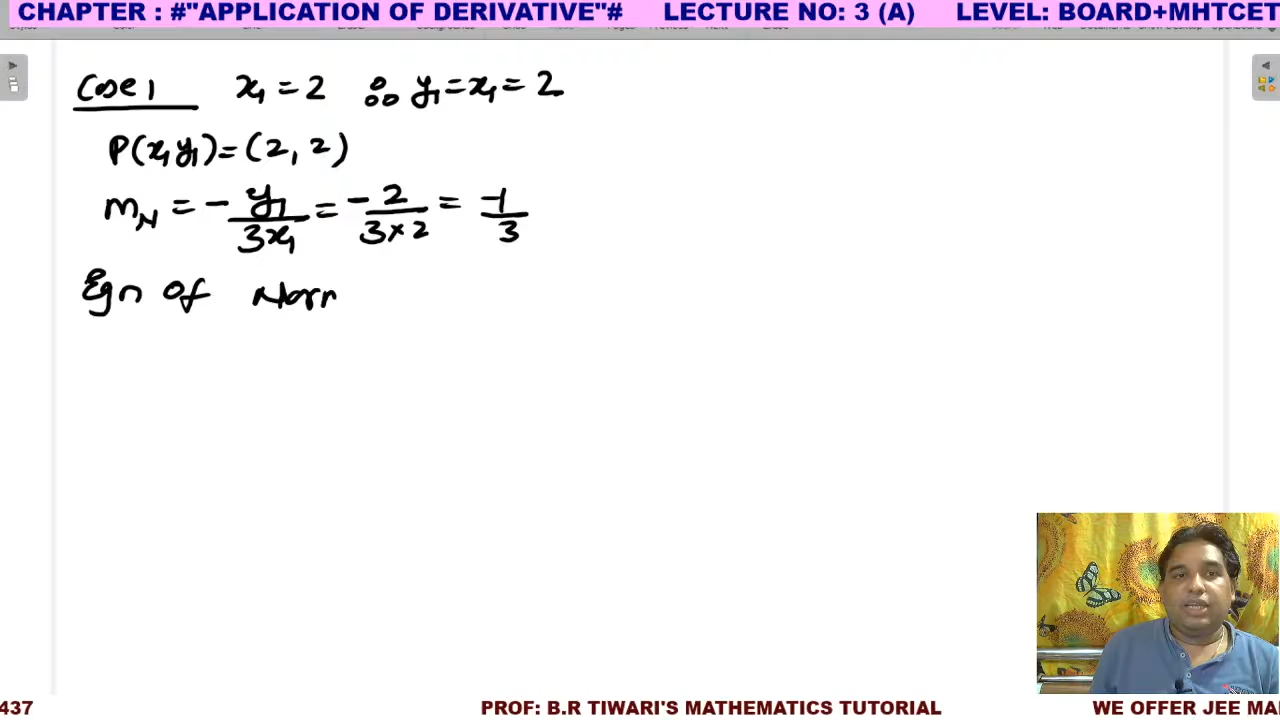 CHAPTER : #"APPLICATION OF DERIVATIVE"# LECTURE NO: 3 (A) LEVEL: BOARD+MHTCET
Case 1 x₁ = 2 ∴ y₁ = x₁ = 2
P(x₁ y₁) = (2, 2)
m_N = - y₁/3x₁ = - 2/3×2 = -1/3
Eqn of Norr
437 PROF: B.R TIWARI'S MATHEMATICS TUTORIAL WE OFFER JEE MA